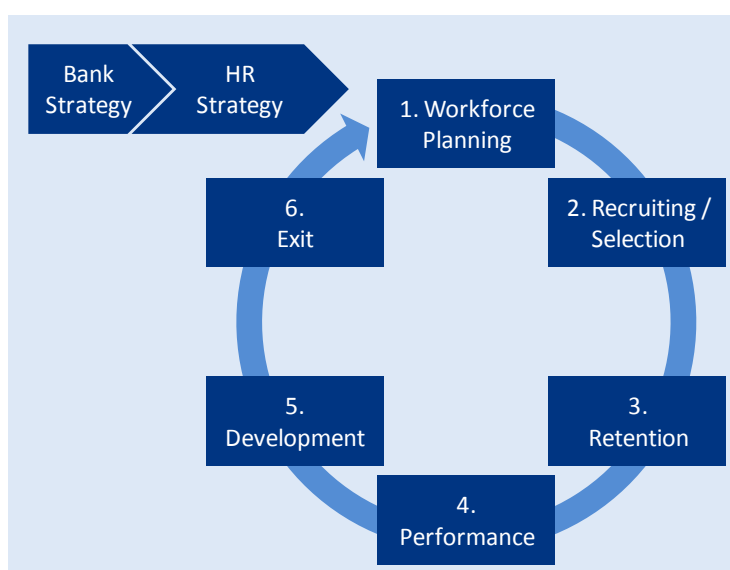 Bank
Strategy
HR
Strategy
1. Workforce
Planning
2. Recruiting /
Selection
3.
Retention
4.
Performance
5.
Development
6.
Exit